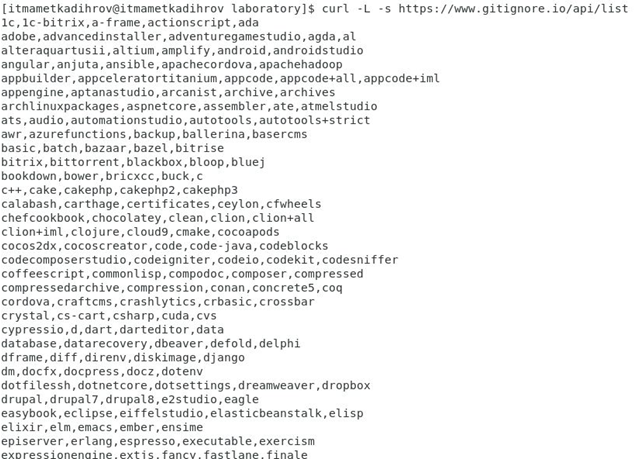 [itmametkadihrov@itmametkadihrov laboratory]$ curl -L -s https://www.gitignore.io/api/list
1c,1c-bitrix,a-frame,actionscript,ada
adobe,advancedinstaller,adventuregamestudio,agda,al
alteraquartusii,altium,amplify,android,androidstudio
angular,anjuta,ansible,apachecordova,apachehadoop
appbuilder,appceleratortitanium,appcode,appcode+all,appcode+iml
appengine,aptanastudio,arcanist,archive,archives
archlinuxpackages,aspnetcore,assembler,ate,atmelstudio
ats,audio,automationstudio,autotools,autotools+strict
awr,azurefunctions,backup,ballerina,basercms
basic,batch,bazaar,bazel,bitrise
bitrix,bittorrent,blackbox,bloop,bluej
bookdown,bower,bricxcc,buck,c
c++,cake,cakephp,cakephp2,cakephp3
calabash,carthage,certificates,ceylon,cfwheels
chefcookbook,chocolatey,clean,clion,clion+all
clion+iml,clojure,cloud9,cmake,cocoapods
cocos2dx,cocoscreator,code,code-java,codeblocks
codecomposerstudio,codeigniter,codeio,codekit,codesniffer
coffeescript,commonlisp,compodoc,composer,compressed
compressedarchive,compression,conan,concrete5,coq
cordova,craftcms,crashlytics,crbasic,crossbar
crystal,cs-cart,csharp,cuda,cvs
cypressio,d,dart,darteditor,data
database,datarecovery,dbeaver,defold,delphi
dframe,diff,direnv,diskimage,django
dm,docfx,docpress,docz,dotenv
dotfilessh,dotnetcore,dotsettings,dreamweaver,dropbox
drupal,drupal7,drupal8,e2studio,eagle
easybook,eclipse,eiffelstudio,elasticbeanstalk,elisp
elixir,elm,emacs,ember,ensime
episerver,erlang,espresso,executable,exercism
expressionengine,extjs,fancy,fastlane,finale